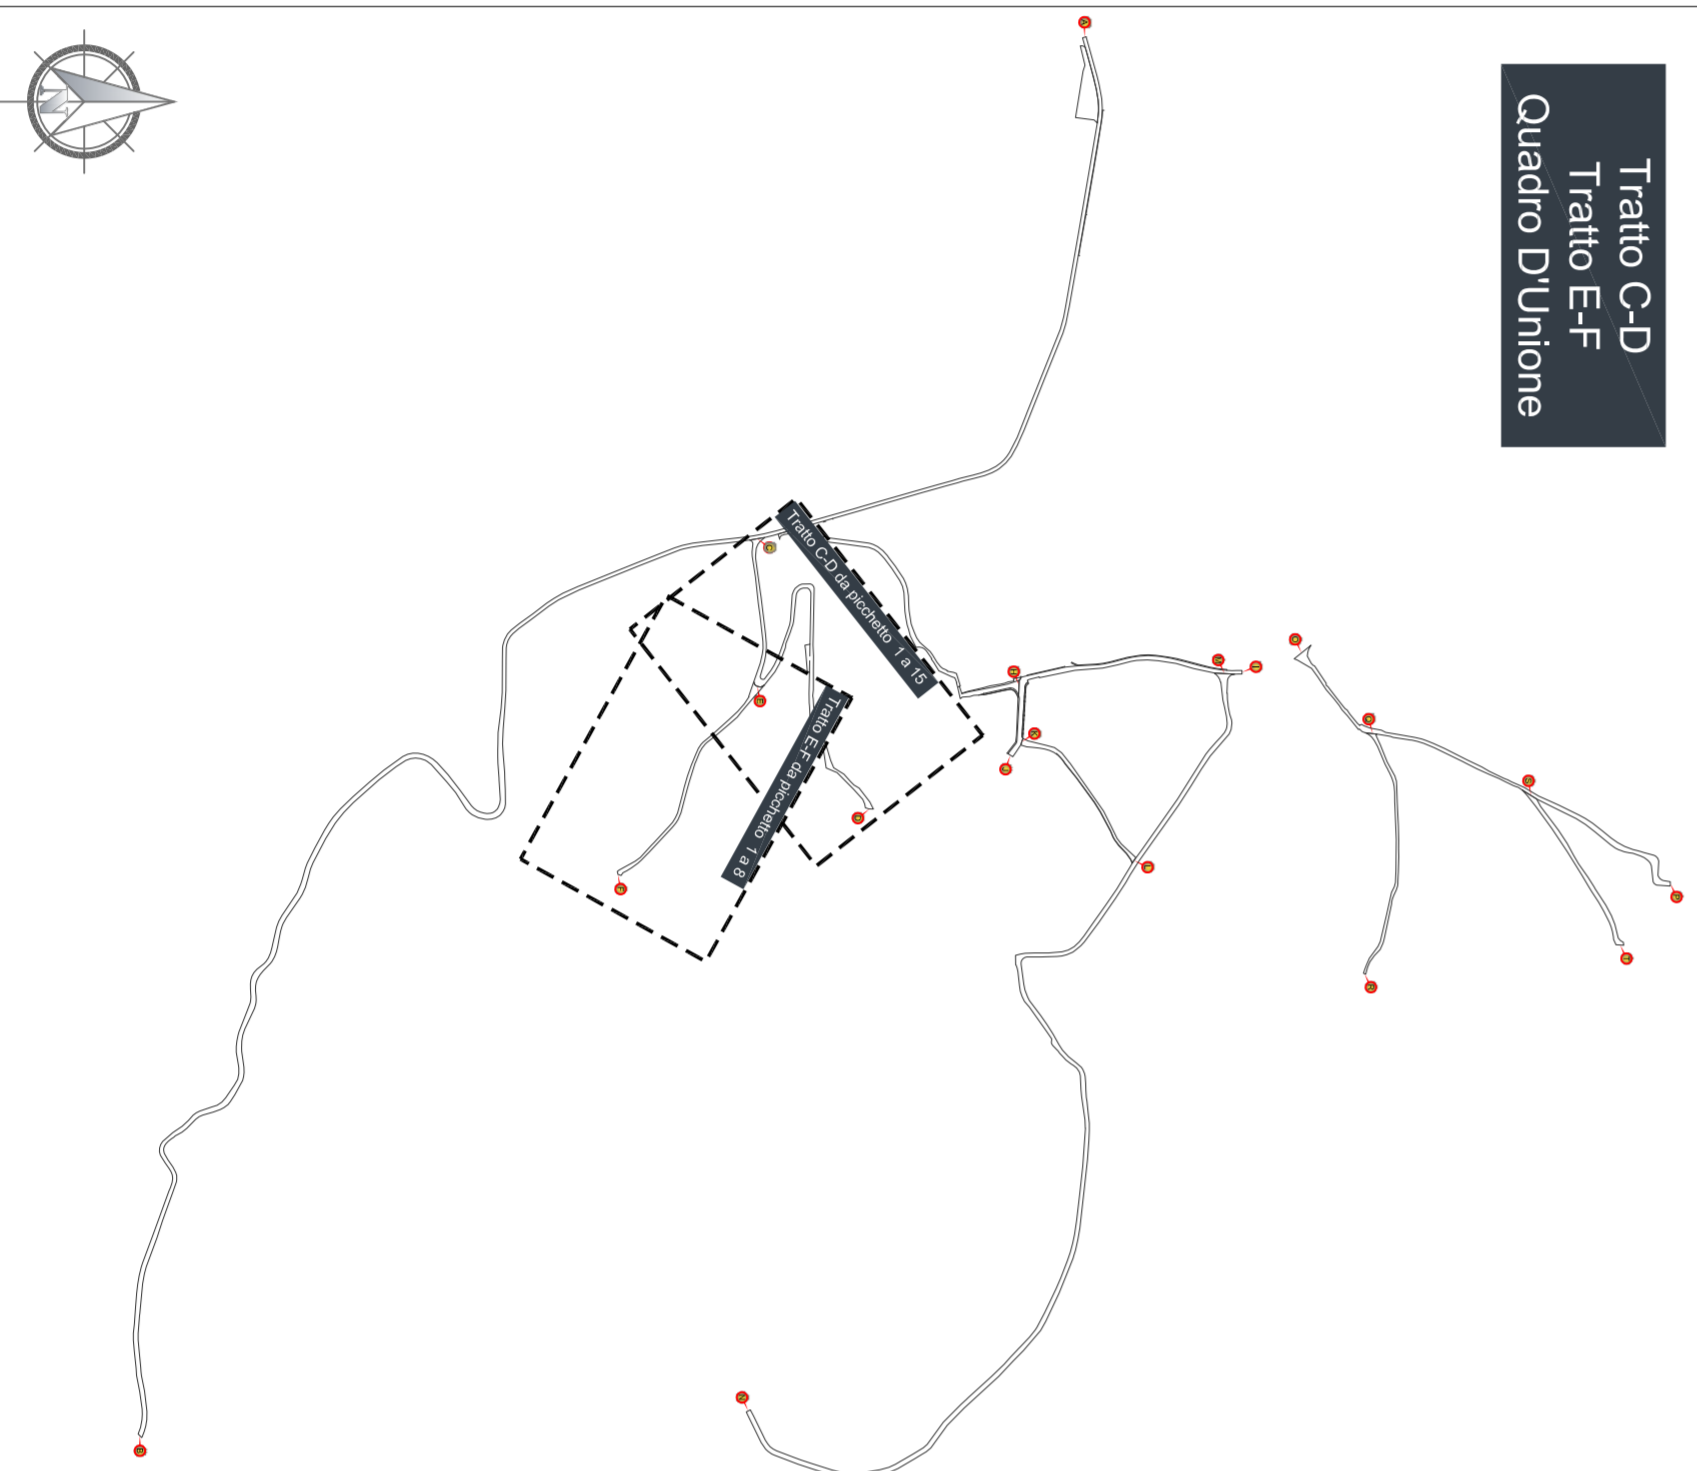 Tratto C-D
Tratto E-F
Quadro D'Unione
N
A
Tratto C-D da picchetto 1 a 15
E
Tratto E-F da picchetto 1 a 8
D
F
H
K
J
M
I
L
O
Q
S
P
T
R
N
B